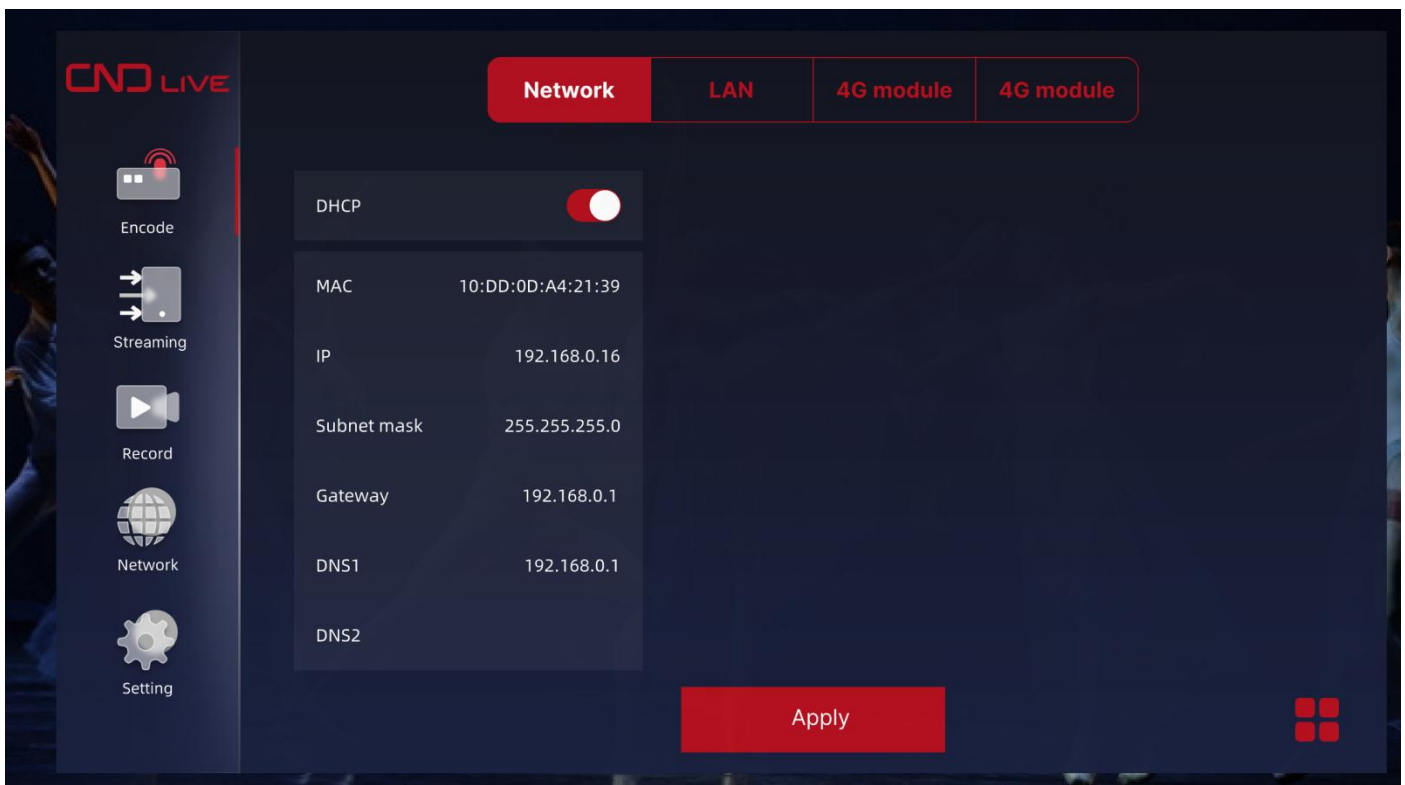 CND LIVE
Network
LAN
4G module
4G module
Encode
Streaming
Record
Network
Setting
DHCP
MAC 10:DD:0D:A4:21:39
IP 192.168.0.16
Subnet mask 255.255.255.0
Gateway 192.168.0.1
DNS1 192.168.0.1
DNS2
Apply